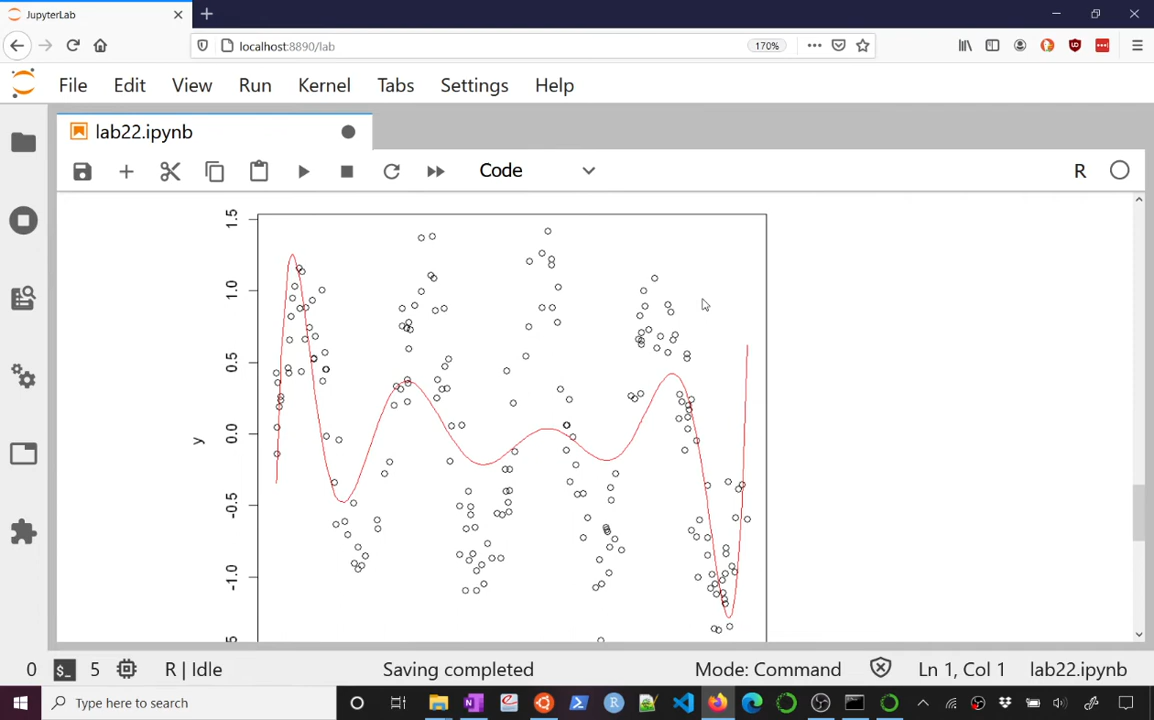 JupyterLab
localhost:8890/lab
170%
File Edit View Run Kernel Tabs Settings Help
lab22.ipynb
Code
R
1.5
1.0
0.5
0.0
-0.5
-1.0
y
0
5
R | Idle
Saving completed
Mode: Command
Ln 1, Col 1
lab22.ipynb
Type here to search